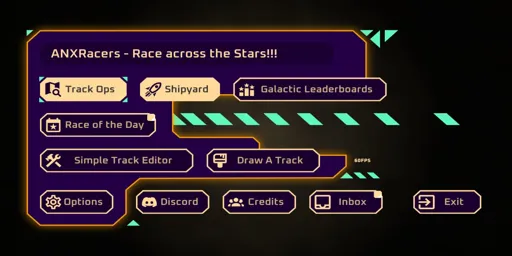 ANXRacers - Race across the Stars!!!
Track Ops Shipyard Galactic Leaderboards
Race of the Day
Simple Track Editor Draw A Track 60FPS
Options Discord Credits Inbox Exit